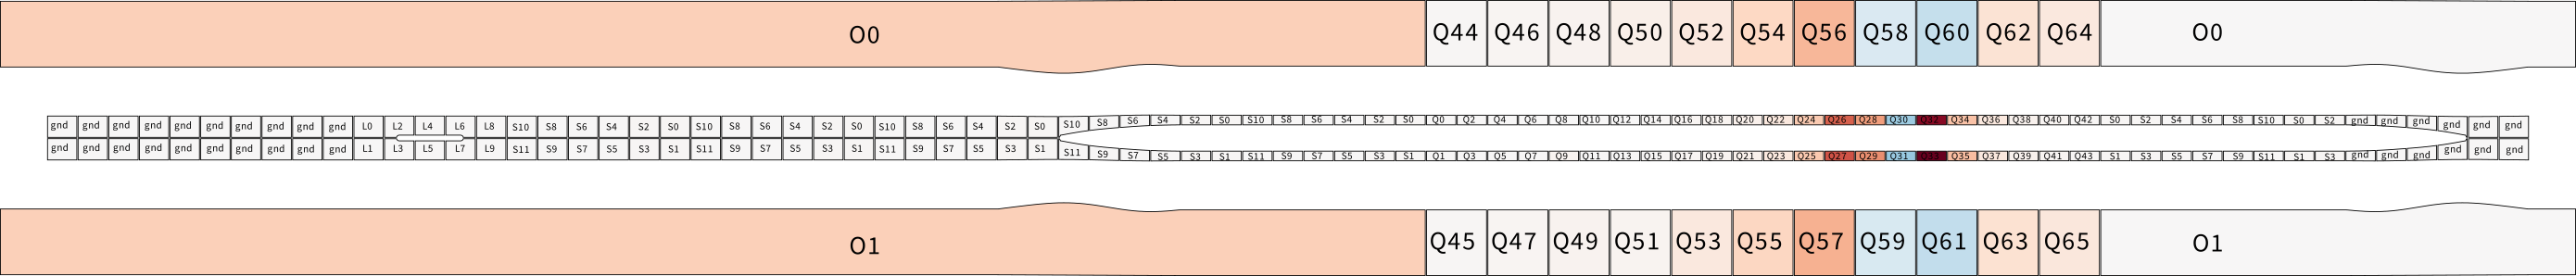 O0 Q44 Q46 Q48 Q50 Q52 Q54 Q56 Q58 Q60 Q62 Q64 O0
gnd gnd gnd gnd gnd gnd gnd gnd gnd gnd L0 L2 L4 L6 L8 S10 S8 S6 S4 S2 S0 S10 S8 S6 S4 S2 S0 S10 S8 S6 S4 S2 S0 S10 S8 S6 S4 S2 S0 S10 S8 S6 S4 S2 S0 Q0 Q2 Q4 Q6 Q8 Q10 Q12 Q14 Q16 Q18 Q20 Q22 Q24 Q26 Q28 Q30 Q32 Q34 Q36 Q38 Q40 Q42 S0 S2 S4 S6 S8 S10 S0 S2 gnd gnd gnd gnd gnd gnd
gnd gnd gnd gnd gnd gnd gnd gnd gnd gnd L1 L3 L5 L7 L9 S11 S9 S7 S5 S3 S1 S11 S9 S7 S5 S3 S1 S11 S9 S7 S5 S3 S1 S11 S9 S7 S5 S3 S1 S11 S9 S7 S5 S3 S1 Q1 Q3 Q5 Q7 Q9 Q11 Q13 Q15 Q17 Q19 Q21 Q23 Q25 Q27 Q29 Q31 Q33 Q35 Q37 Q39 Q41 Q43 S1 S3 S5 S7 S9 S11 S1 S3 gnd gnd gnd gnd gnd gnd
O1 Q45 Q47 Q49 Q51 Q53 Q55 Q57 Q59 Q61 Q63 Q65 O1